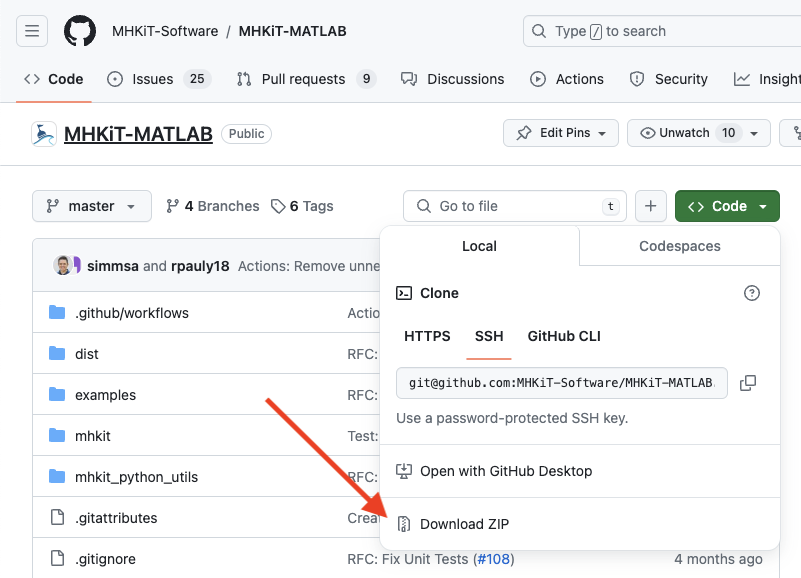 MHKiT-Software / MHKiT-MATLAB
Type / to search
Code Issues 25 Pull requests 9 Discussions Actions Security Insight
MHKiT-MATLAB Public
Edit Pins Unwatch 10
master 4 Branches 6 Tags Go to file t + Code
Local Codespaces
simmsa and rpauly18 Actions: Remove unne
Clone
.github/workflows Actio
HTTPS SSH GitHub CLI
dist RFC:
git@github.com:MHKiT-Software/MHKiT-MATLAB.
examples RFC:
Use a password-protected SSH key.
mhkit Test:
Open with GitHub Desktop
mhkit_python_utils RFC:
.gitattributes Crea
Download ZIP
.gitignore RFC: Fix Unit Tests (#108) 4 months ago